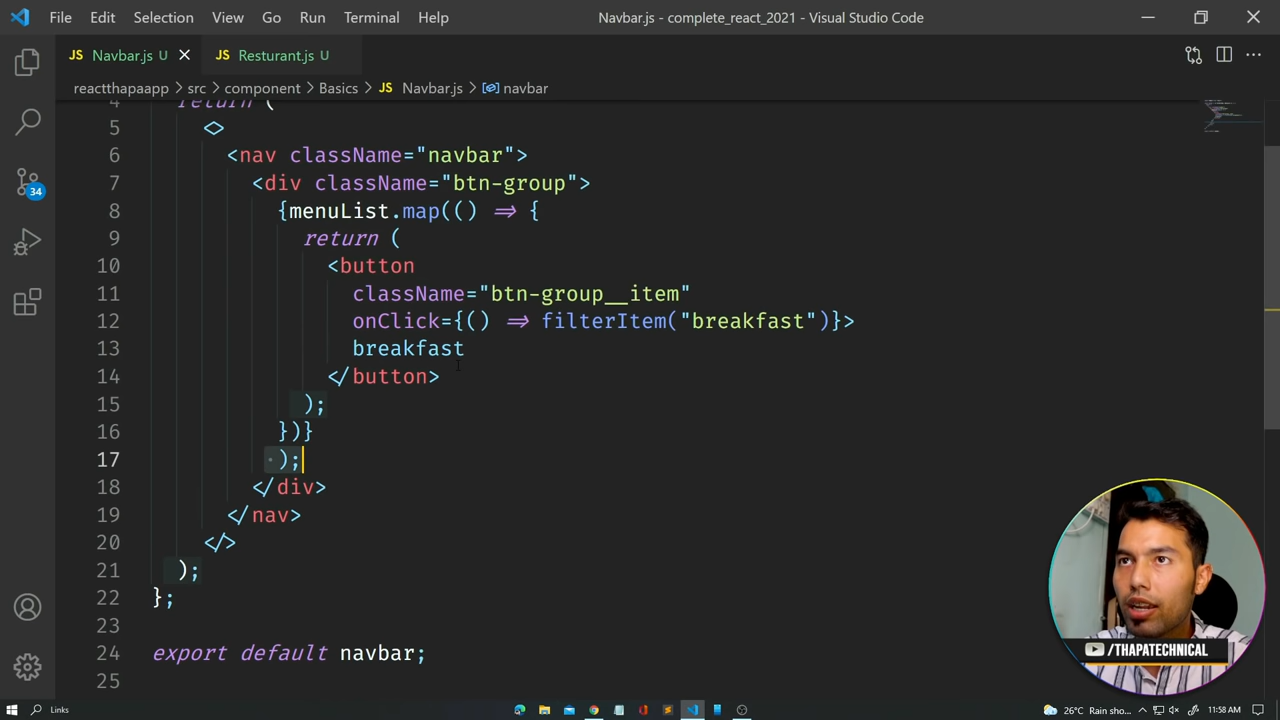 File Edit Selection View Go Run Terminal Help Navbar.js - complete_react_2021 - Visual Studio Code
JS Navbar.js U JS Resturant.js U
reactthapaapp > src > component > Basics > JS Navbar.js > navbar
4 return (
5 <>
6 <nav className="navbar">
7 <div className="btn-group">
8 {menuList.map(() => {
9 return (
10 <button
11 className="btn-group__item"
12 onClick={() => filterItem("breakfast")}>
13 breakfast
14 </button>
15 );
16 })}
17 );
18 </div>
19 </nav>
20 </>
21 );
22 };
23
24 export default navbar;
25
34
/THAPATECHNICAL
Links 26°C Rain sho... 11:58 AM